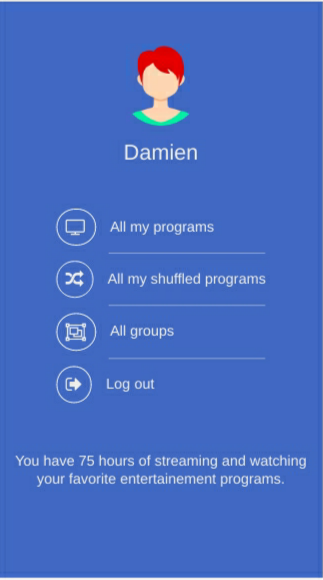 Damien
All my programs
All my shuffled programs
All groups
Log out
You have 75 hours of streaming and watching
your favorite entertainement programs.